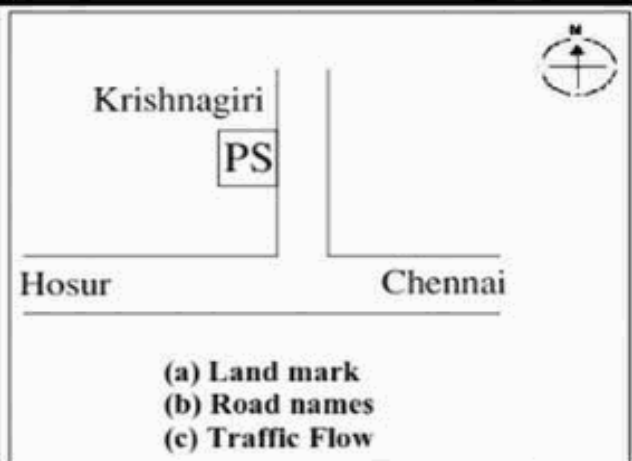 N
Krishnagiri
PS
Hosur
Chennai
(a) Land mark
(b) Road names
(c) Traffic Flow